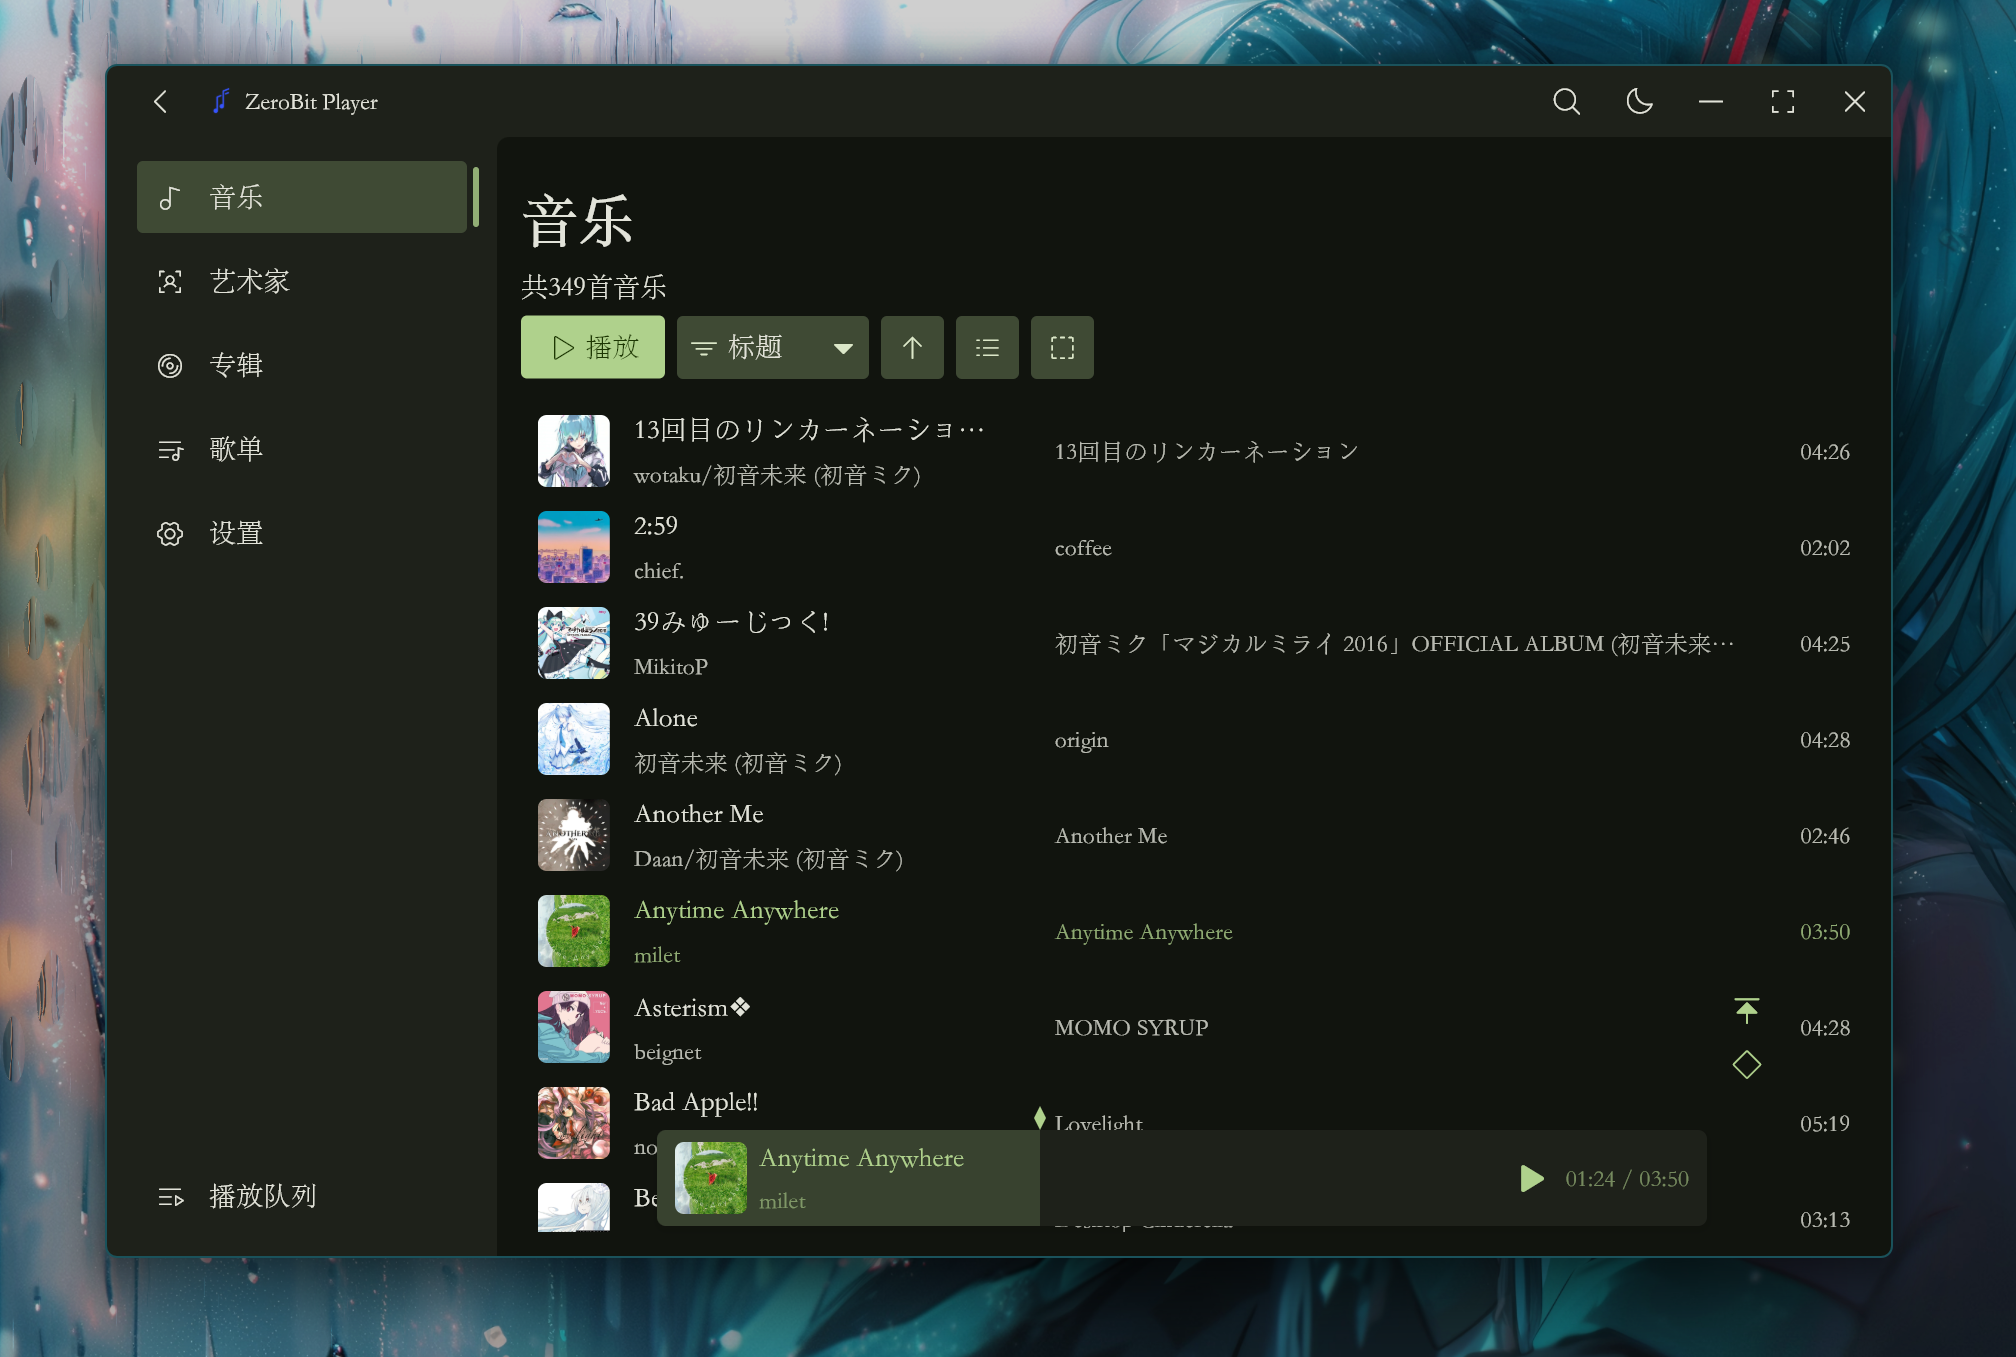 ZeroBit Player
音乐
艺术家
专辑
歌单
设置
播放队列
音乐
共349首音乐
播放
标题
13回目のリンカーネーショ…
wotaku/初音未来 (初音ミク)
13回目のリンカーネーション
04:26
2:59
chief.
coffee
02:02
39みゅーじっく!
MikitoP
初音ミク「マジカルミライ 2016」OFFICIAL ALBUM (初音未来…
04:25
Alone
初音未来 (初音ミク)
origin
04:28
Another Me
Daan/初音未来 (初音ミク)
Another Me
02:46
Anytime Anywhere
milet
Anytime Anywhere
03:50
Asterism❖
beignet
MOMO SYRUP
04:28
Bad Apple!!
no
Lovelight
05:19
Be
03:13
Anytime Anywhere
milet
01:24 / 03:50